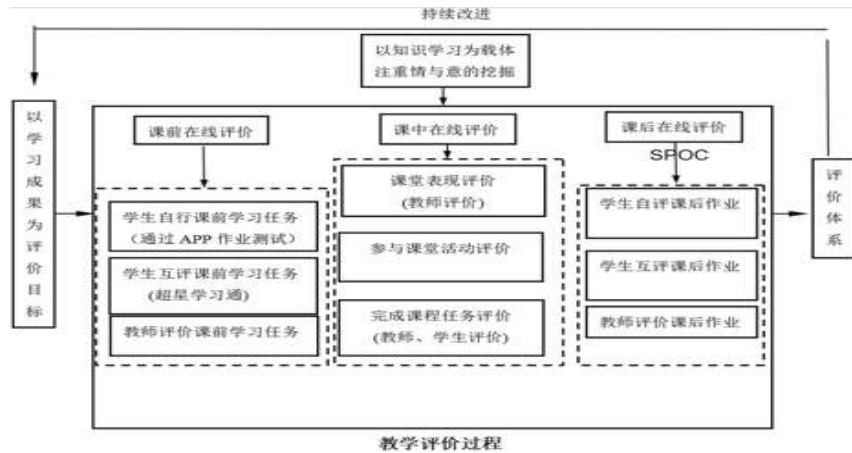 持续改进
以知识学习为载体
注重情与意的挖掘
以学习成果为评价目标
课前在线评价
学生自行课前学习任务
（通过 APP 作业测试）
学生互评课前学习任务
(超星学习通)
教师评价课前学习任务
课中在线评价
课堂表现评价
(教师评价)
参与课堂活动评价
完成课程任务评价
(教师、学生评价)
课后在线评价
SPOC
学生自评课后作业
学生互评课后作业
教师评价课后作业
评价体系
教学评价过程